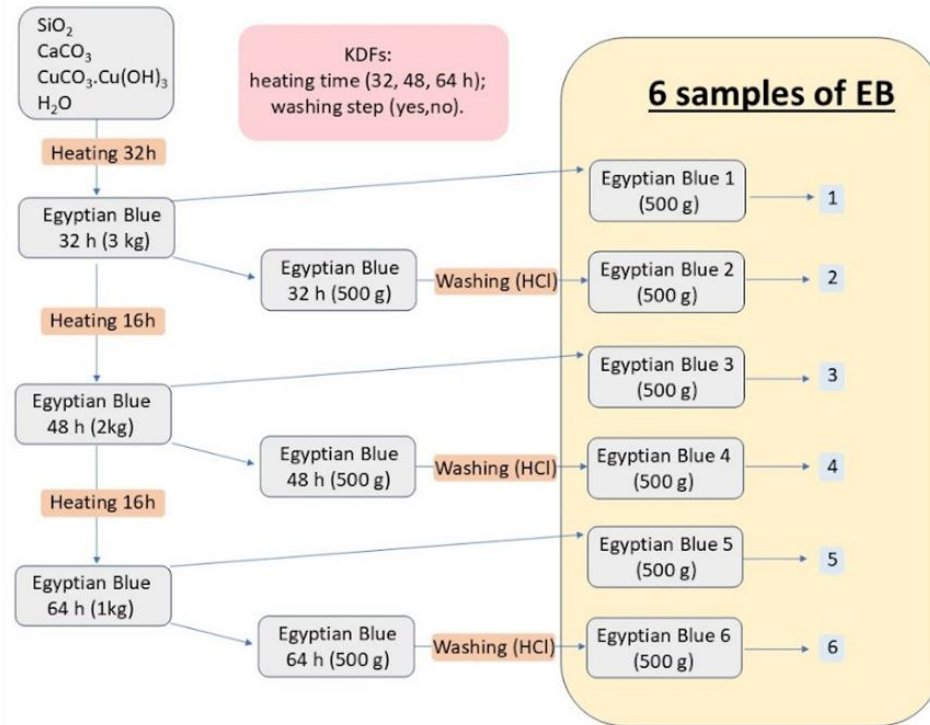 SiO₂
CaCO₃
CuCO₃.Cu(OH)₃
H₂O
KDFs:
heating time (32, 48, 64 h);
washing step (yes,no).
6 samples of EB
Heating 32h
Egyptian Blue 1
(500 g)
1
Egyptian Blue
32 h (3 kg)
Egyptian Blue
32 h (500 g)
Washing (HCl)
Egyptian Blue 2
(500 g)
2
Heating 16h
Egyptian Blue 3
(500 g)
3
Egyptian Blue
48 h (2kg)
Egyptian Blue
48 h (500 g)
Washing (HCl)
Egyptian Blue 4
(500 g)
4
Heating 16h
Egyptian Blue 5
(500 g)
5
Egyptian Blue
64 h (1kg)
Egyptian Blue
64 h (500 g)
Washing (HCl)
Egyptian Blue 6
(500 g)
6